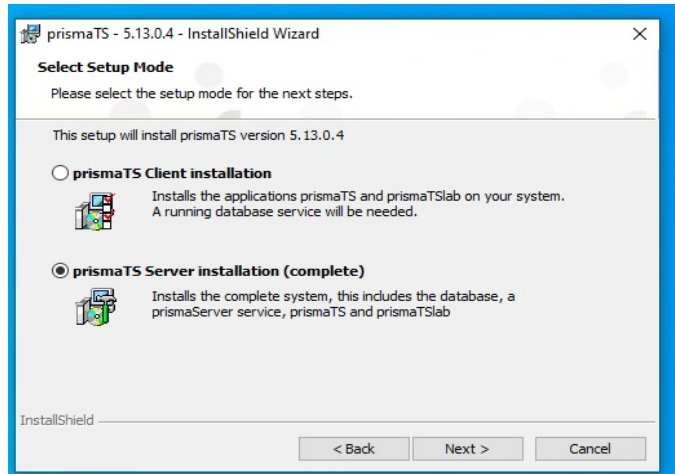 prismaTS - 5.13.0.4 - InstallShield Wizard
Select Setup Mode
Please select the setup mode for the next steps.
This setup will install prismaTS version 5.13.0.4
prismaTS Client installation
Installs the applications prismaTS and prismaTSlab on your system.
A running database service will be needed.
prismaTS Server installation (complete)
Installs the complete system, this includes the database, a
prismaServer service, prismaTS and prismaTSlab
InstallShield
< Back Next > Cancel